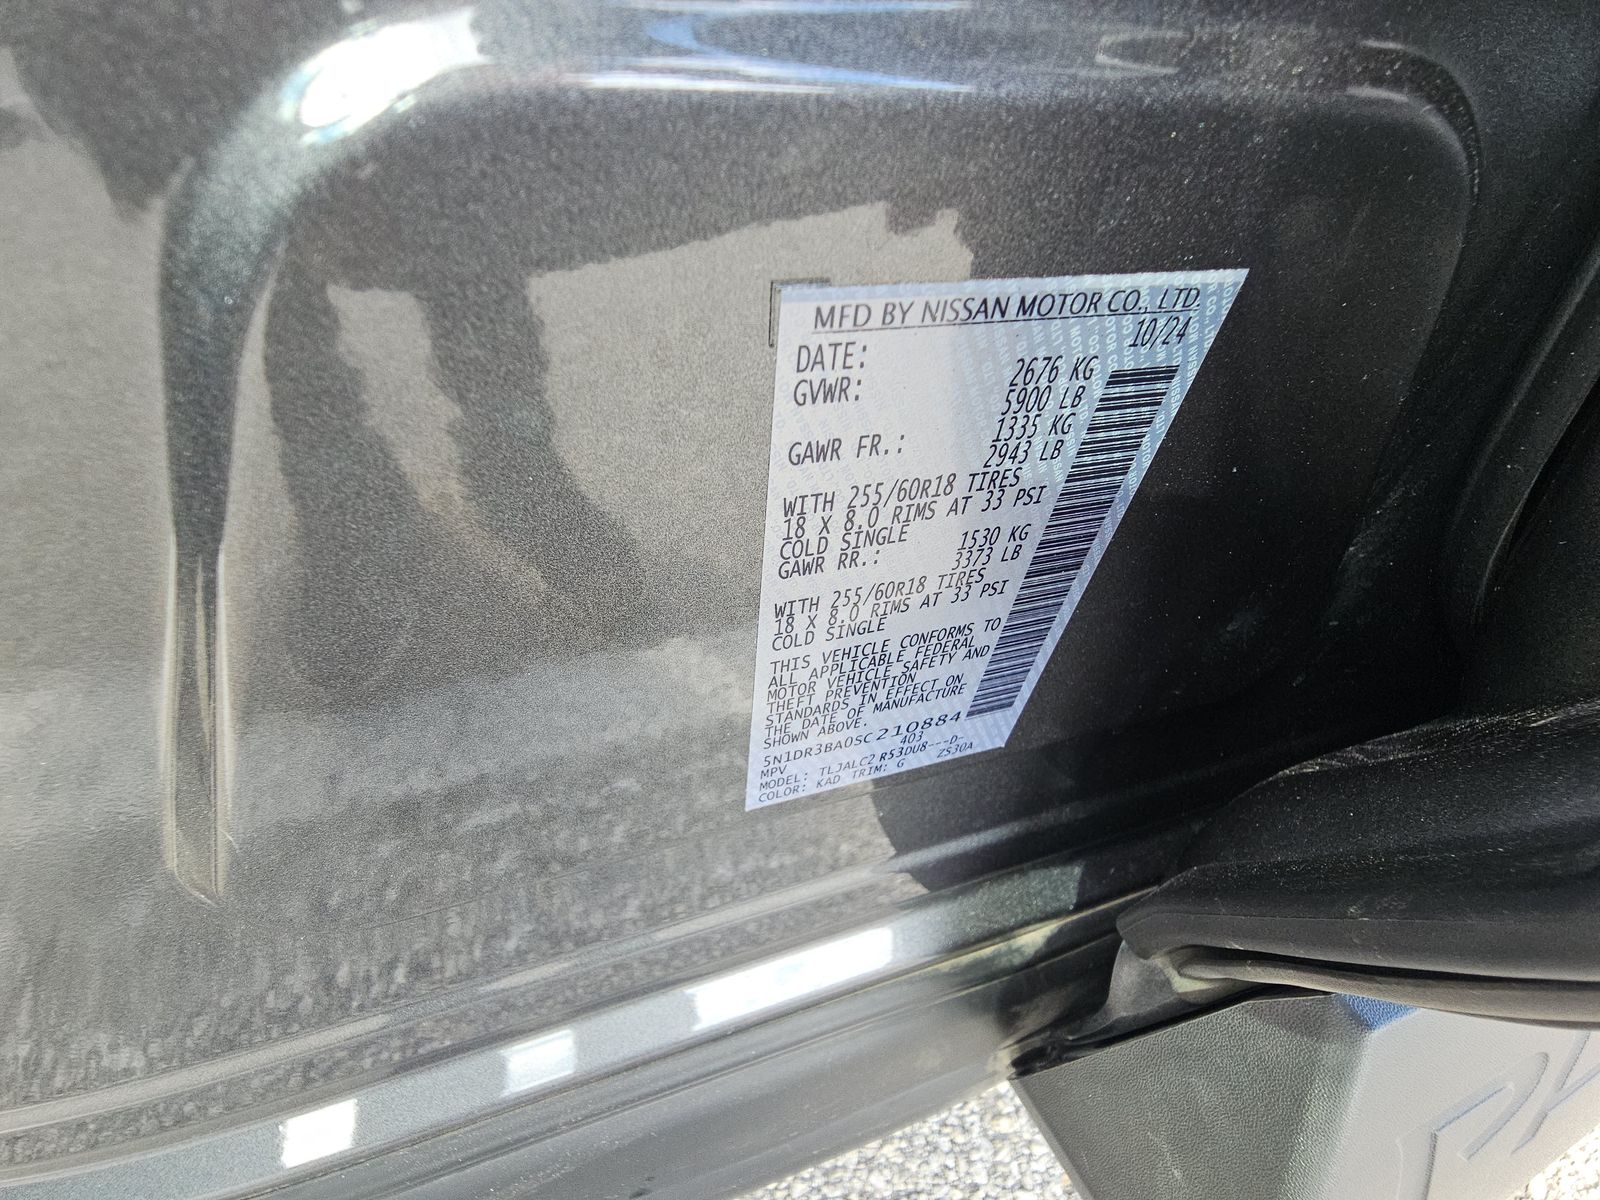 MFD BY NISSAN MOTOR CO., LTD.
DATE: 10/24
GVWR: 2676 KG
5900 LB
GAWR FR.: 1335 KG
2943 LB
WITH 255/60R18 TIRES
18 X 8.0 RIMS AT 33 PSI
COLD SINGLE
GAWR RR.: 1530 KG
3373 LB
WITH 255/60R18 TIRES
18 X 8.0 RIMS AT 33 PSI
COLD SINGLE
THIS VEHICLE CONFORMS TO
ALL APPLICABLE FEDERAL
MOTOR VEHICLE SAFETY AND
THEFT PREVENTION
STANDARDS IN EFFECT ON
THE DATE OF MANUFACTURE
SHOWN ABOVE.
5N1DR3BA0SC210884
MPV 403
MODEL: TLJALC2 R53DU8---D-
COLOR: KAD TRIM: G ZS30A